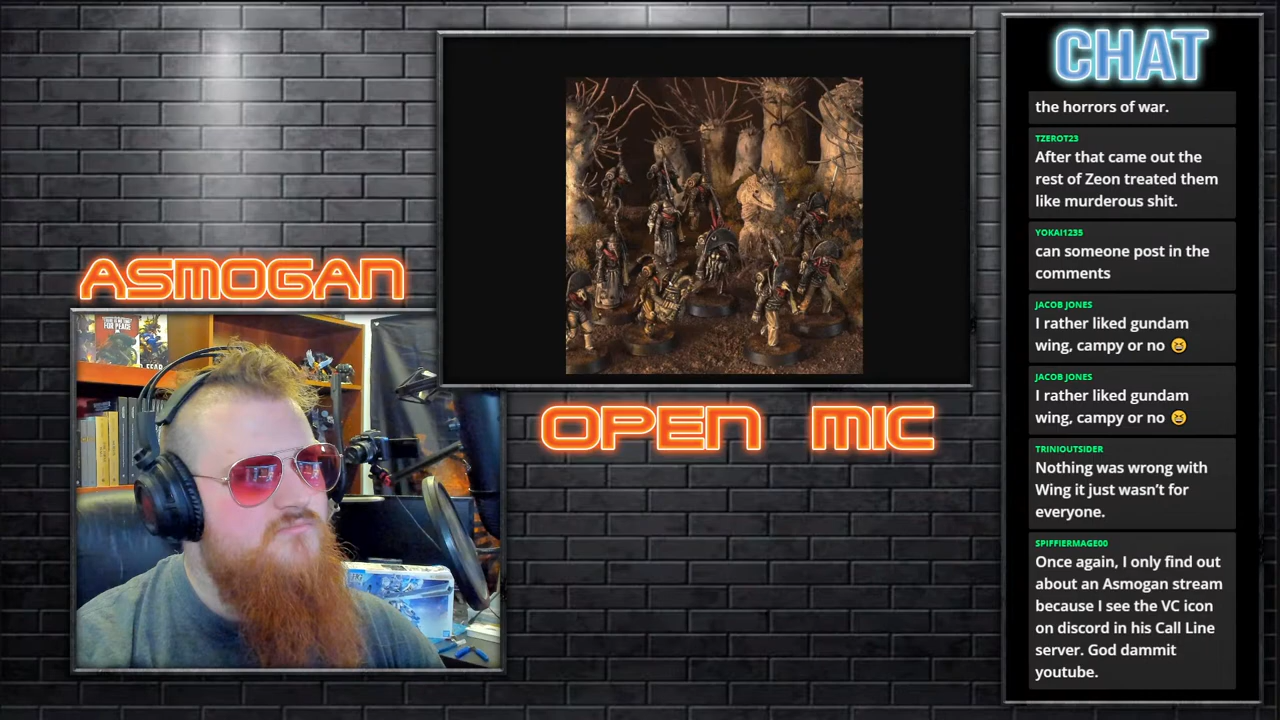 CHAT
the horrors of war.
TZEROT23
After that came out the
rest of Zeon treated them
like murderous shit.
YOKAI1235
can someone post in the
comments
JACOB JONES
I rather liked gundam
wing, campy or no 😆
JACOB JONES
I rather liked gundam
wing, campy or no 😆
TRINIOUTSIDER
Nothing was wrong with
Wing it just wasn’t for
everyone.
SPIFFIERMAGE00
Once again, I only find out
about an Asmogan stream
because I see the VC icon
on discord in his Call Line
server. God dammit
youtube.
ASMOGAN
OPEN MIC
FOR PEACE